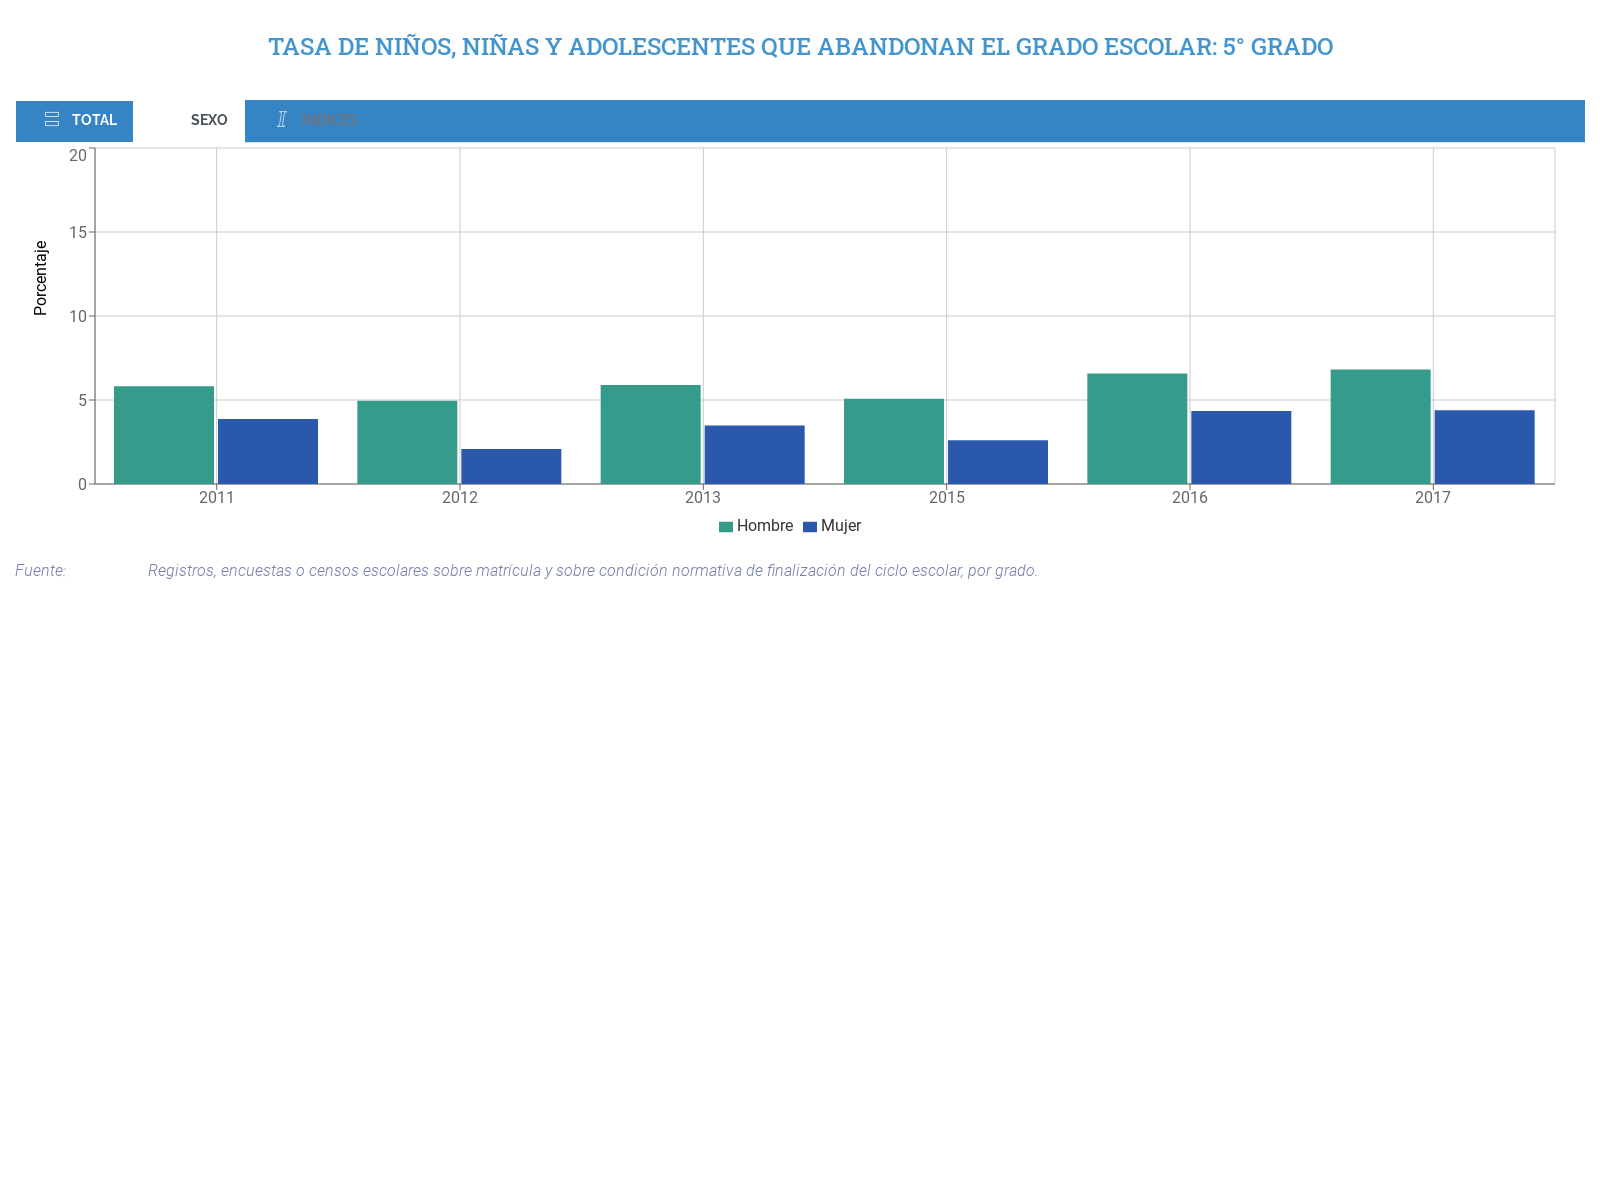 TASA DE NIÑOS, NIÑAS Y ADOLESCENTES QUE ABANDONAN EL GRADO ESCOLAR: 5° GRADO
TOTAL SEXO INDICES
20
15
10
5
0
Porcentaje
2011 2012 2013 2015 2016 2017
Hombre Mujer
Fuente: Registros, encuestas o censos escolares sobre matrícula y sobre condición normativa de finalización del ciclo escolar, por grado.